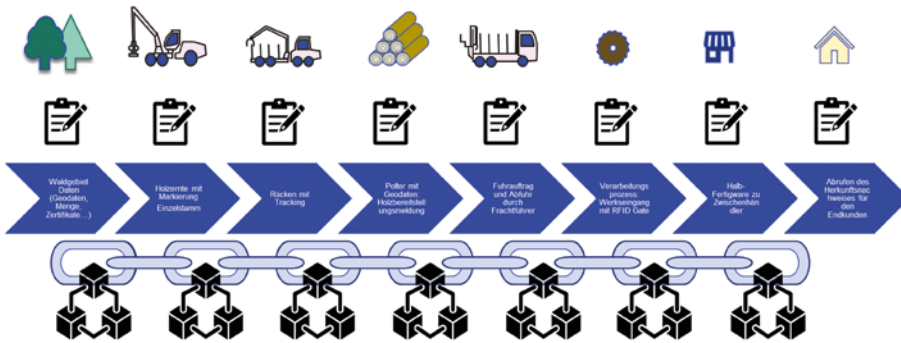 Waldgebiet
Daten
(Geodaten,
Menge,
Zertifikate...)
Holzernte mit
Markierung
Einzelstamm
Rücken mit
Tracking
Polter mit
Geodaten:
Holzbereitstell
ungsmeldung
Fuhrauftrag
und Abfuhr
durch
Frachtführer
Verarbeitungs
prozess:
Werkseingang
mit RFID Gate
Halb-
Fertigware zu
Zwischenhän
dler
Abrufen des
Herkunftsnac
hweises für
den
Endkunden